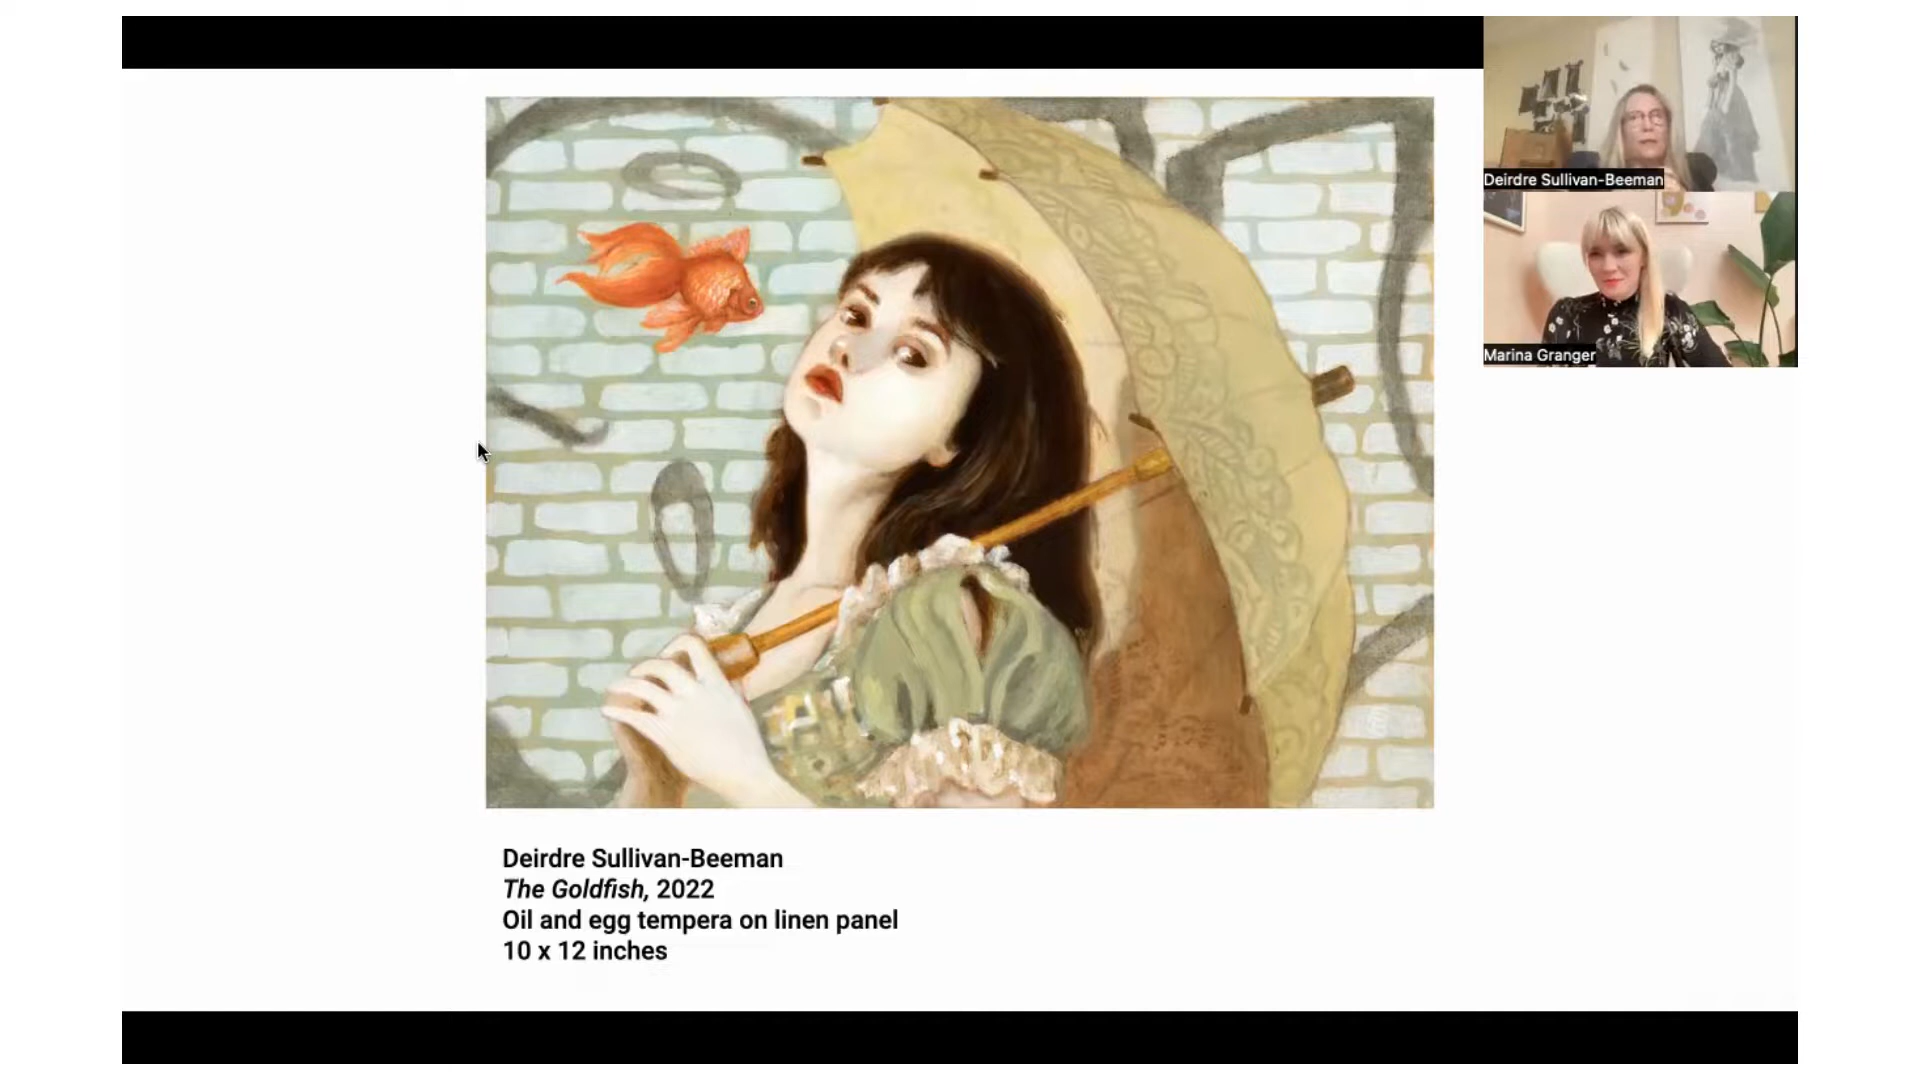 Deirdre Sullivan-Beeman
Marina Granger
Deirdre Sullivan-Beeman
The Goldfish, 2022
Oil and egg tempera on linen panel
10 x 12 inches